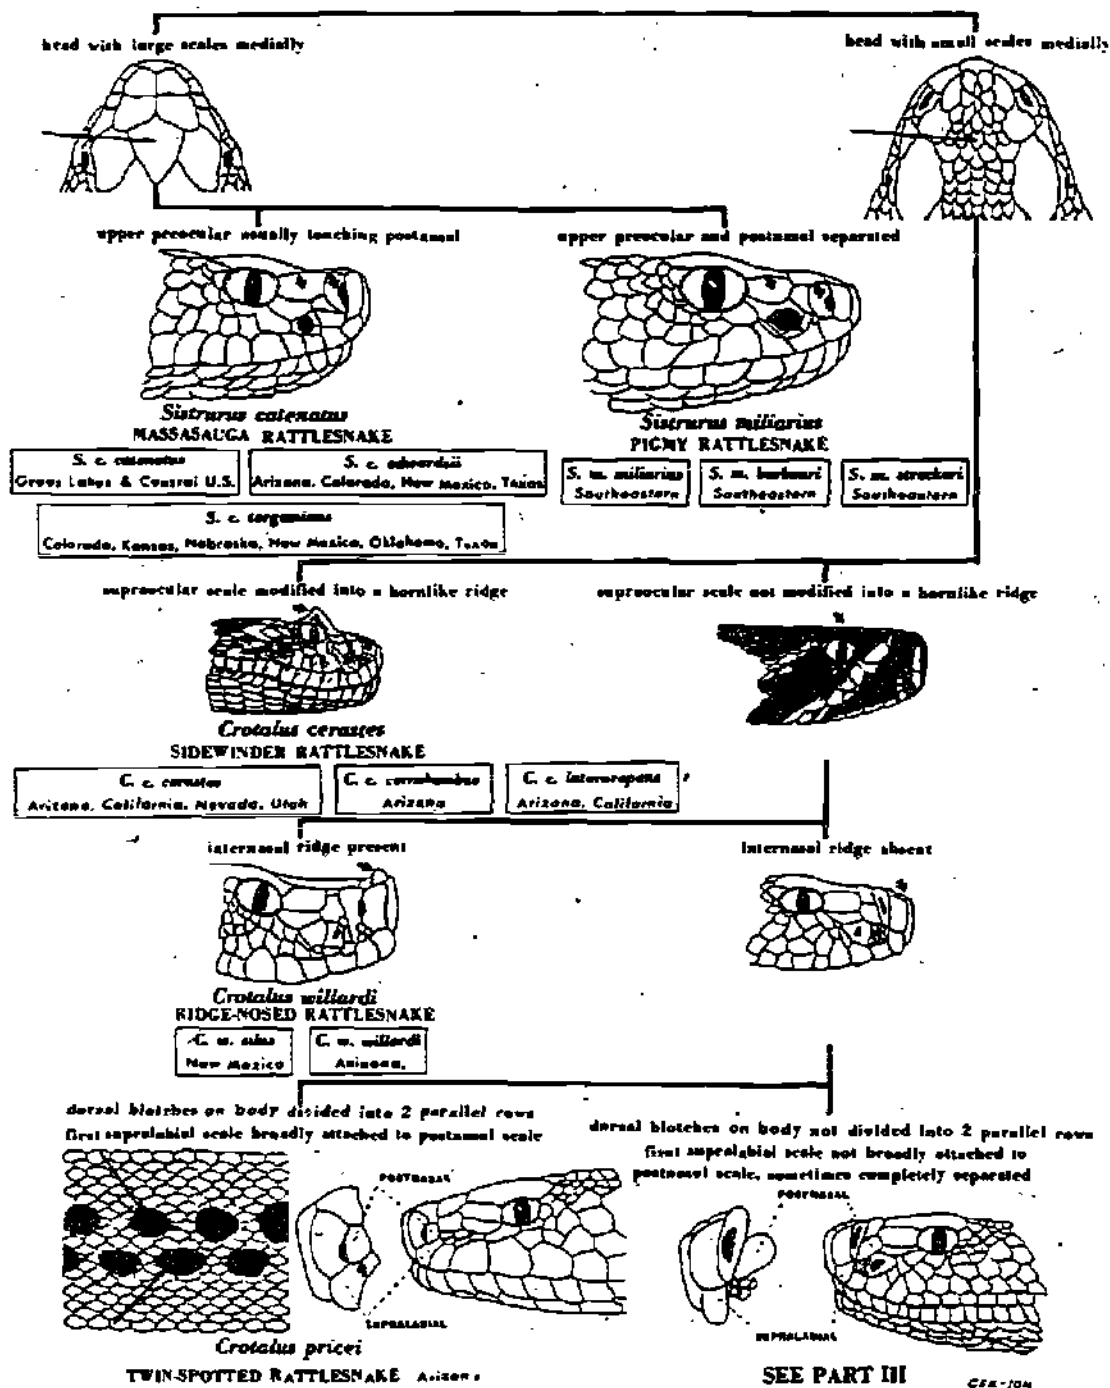 head with large scales medially
head with small scales medially
upper preocular usually touching postnasal
upper preocular and postnasal separated
Sistrurus catenatus
MASSASAUGA RATTLESNAKE
Sistrurus miliarius
PIGMY RATTLESNAKE
S. c. catenatus
Great Lakes & Central U.S.
S. c. edwardsii
Arizona, Colorado, New Mexico, Texas
S. m. miliarius
Southeastern
S. m. barbouri
Southeastern
S. m. streckeri
Southeastern
S. c. tergeminus
Colorado, Kansas, Nebraska, New Mexico, Oklahoma, Texas
supraocular scale modified into a hornlike ridge
supraocular scale not modified into a hornlike ridge
Crotalus cerastes
SIDEWINDER RATTLESNAKE
C. c. cerastes
Arizona, California, Nevada, Utah
C. c. cercobombus
Arizona
C. c. laterorepens
Arizona, California
internasal ridge present
internasal ridge absent
Crotalus willardi
RIDGE-NOSED RATTLESNAKE
C. w. silus
New Mexico
C. w. willardi
Arizona,
dorsal blotches on body divided into 2 parallel rows
first supralabial scale broadly attached to postnasal scale
dorsal blotches on body not divided into 2 parallel rows
first supralabial scale not broadly attached to
postnasal scale, sometimes completely separated
POSTNASAL
SUPRALABIAL
POSTNASAL
SUPRALABIAL
Crotalus pricei
TWIN-SPOTTED RATTLESNAKE Arizona
SEE PART III